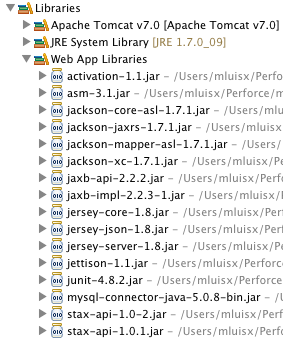 Libraries
Apache Tomcat v7.0 [Apache Tomcat v7.0]
JRE System Library [JRE 1.7.0_09]
Web App Libraries
activation-1.1.jar - /Users/mluisx/Perforce
asm-3.1.jar - /Users/mluisx/Perforce/m
jackson-core-asl-1.7.1.jar - /Users/mluisx
jackson-jaxrs-1.7.1.jar - /Users/mluisx/
jackson-mapper-asl-1.7.1.jar - /Users/ml
jackson-xc-1.7.1.jar - /Users/mluisx/Per
jaxb-api-2.2.2.jar - /Users/mluisx/Perfo
jaxb-impl-2.2.3-1.jar - /Users/mluisx/P
jersey-core-1.8.jar - /Users/mluisx/Perf
jersey-json-1.8.jar - /Users/mluisx/Perf
jersey-server-1.8.jar - /Users/mluisx/Pe
jettison-1.1.jar - /Users/mluisx/Perforc
junit-4.8.2.jar - /Users/mluisx/Perforce
mysql-connector-java-5.0.8-bin.jar - /U
stax-api-1.0-2.jar - /Users/mluisx/Perfo
stax-api-1.0.1.jar - /Users/mluisx/Perfo